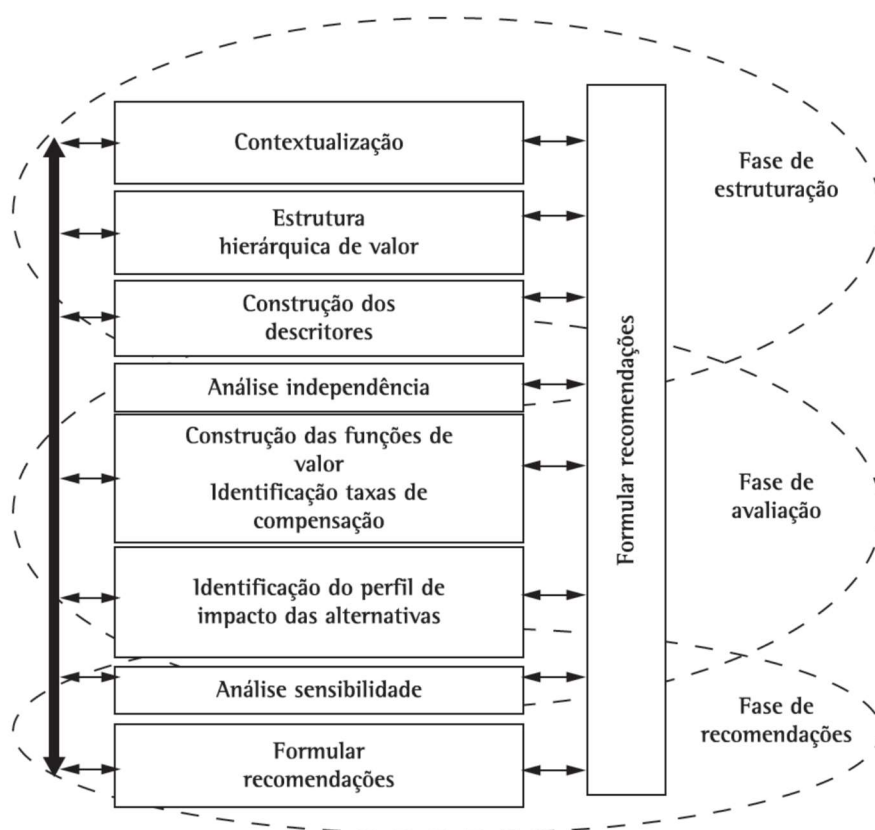 Contextualização
Estrutura
hierárquica de valor
Construção dos
descritores
Análise independência
Construção das funções de
valor
Identificação taxas de
compensação
Identificação do perfil de
impacto das alternativas
Análise sensibilidade
Formular
recomendações
Formular recomendações
Fase de
estruturação
Fase de
avaliação
Fase de
recomendações